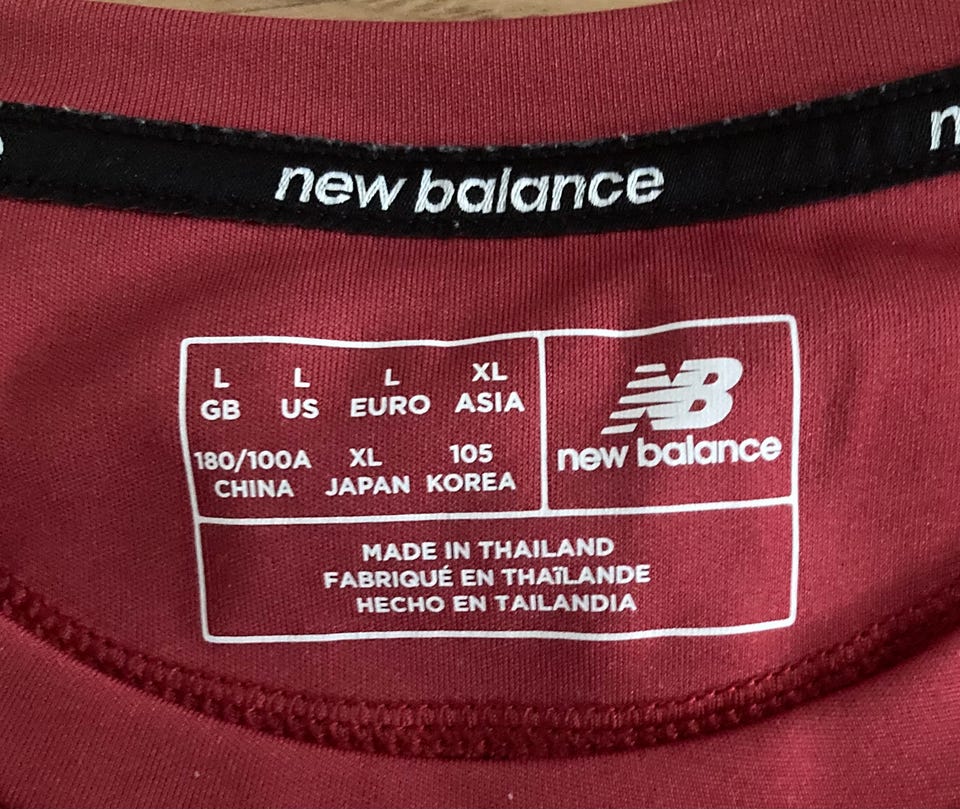 new balance
L L L XL
GB US EURO ASIA
180/100A XL 105
CHINA JAPAN KOREA
NB
new balance
MADE IN THAILAND
FABRIQUÉ EN THAÏLANDE
HECHO EN TAILANDIA